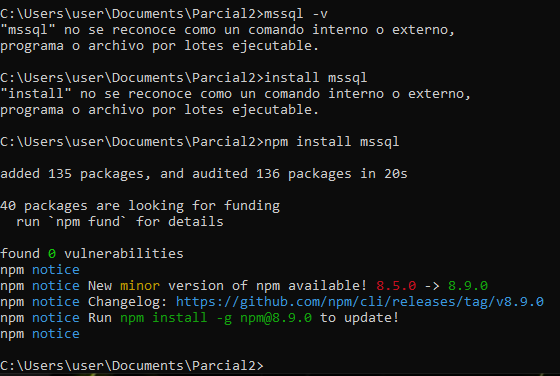 C:\Users\user\Documents\Parcial2>mssql -v
"mssql" no se reconoce como un comando interno o externo,
programa o archivo por lotes ejecutable.
C:\Users\user\Documents\Parcial2>install mssql
"install" no se reconoce como un comando interno o externo,
programa o archivo por lotes ejecutable.
C:\Users\user\Documents\Parcial2>npm install mssql
added 135 packages, and audited 136 packages in 20s
40 packages are looking for funding
  run `npm fund` for details
found 0 vulnerabilities
npm notice
npm notice New minor version of npm available! 8.5.0 -> 8.9.0
npm notice Changelog: https://github.com/npm/cli/releases/tag/v8.9.0
npm notice Run npm install -g npm@8.9.0 to update!
npm notice
C:\Users\user\Documents\Parcial2>